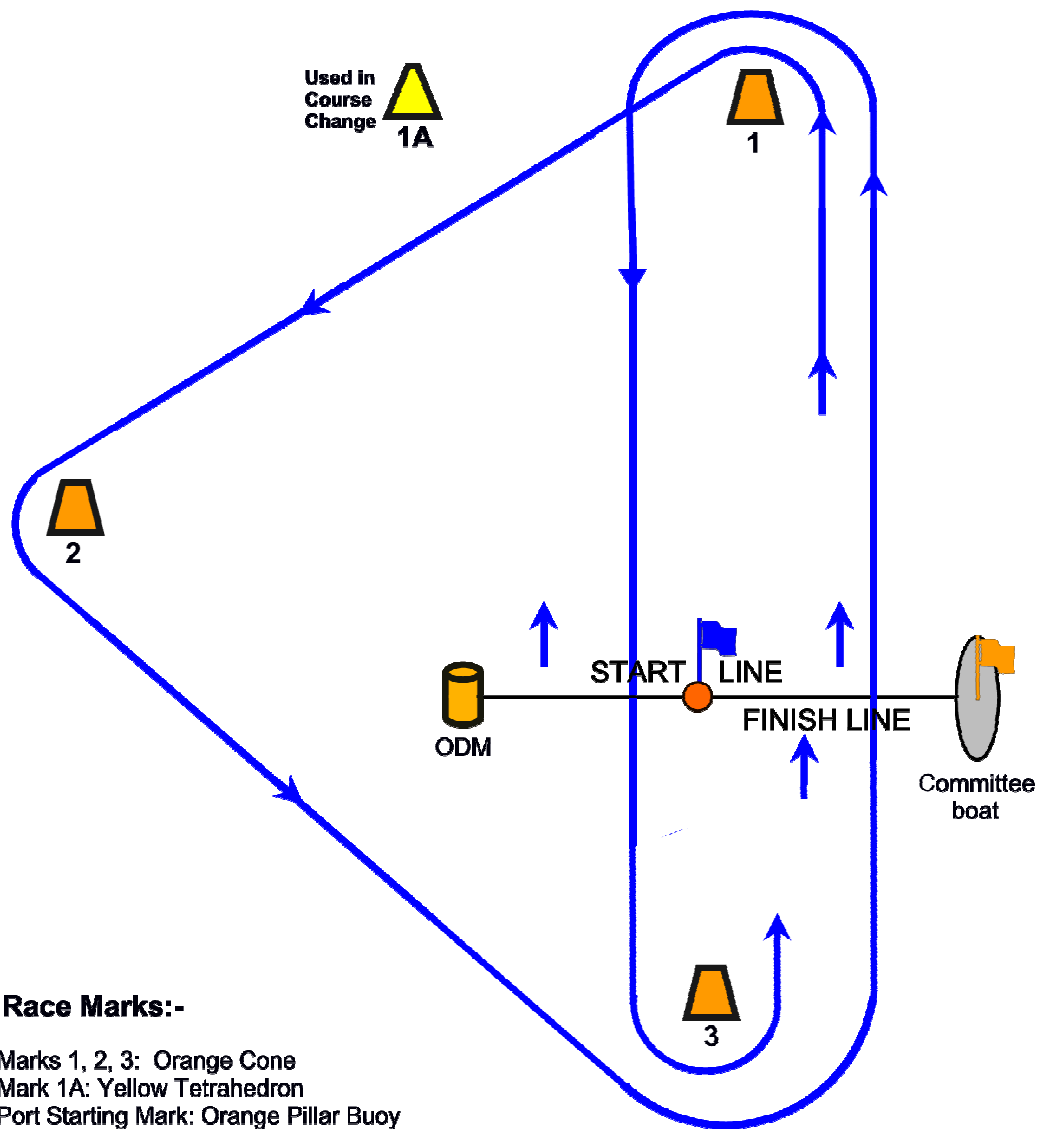 Used in
Course
Change
1A
1
2
START LINE
FINISH LINE
ODM
Committee
boat
3
Race Marks:-
Marks 1, 2, 3: Orange Cone
Mark 1A: Yellow Tetrahedron
Port Starting Mark: Orange Pillar Buoy